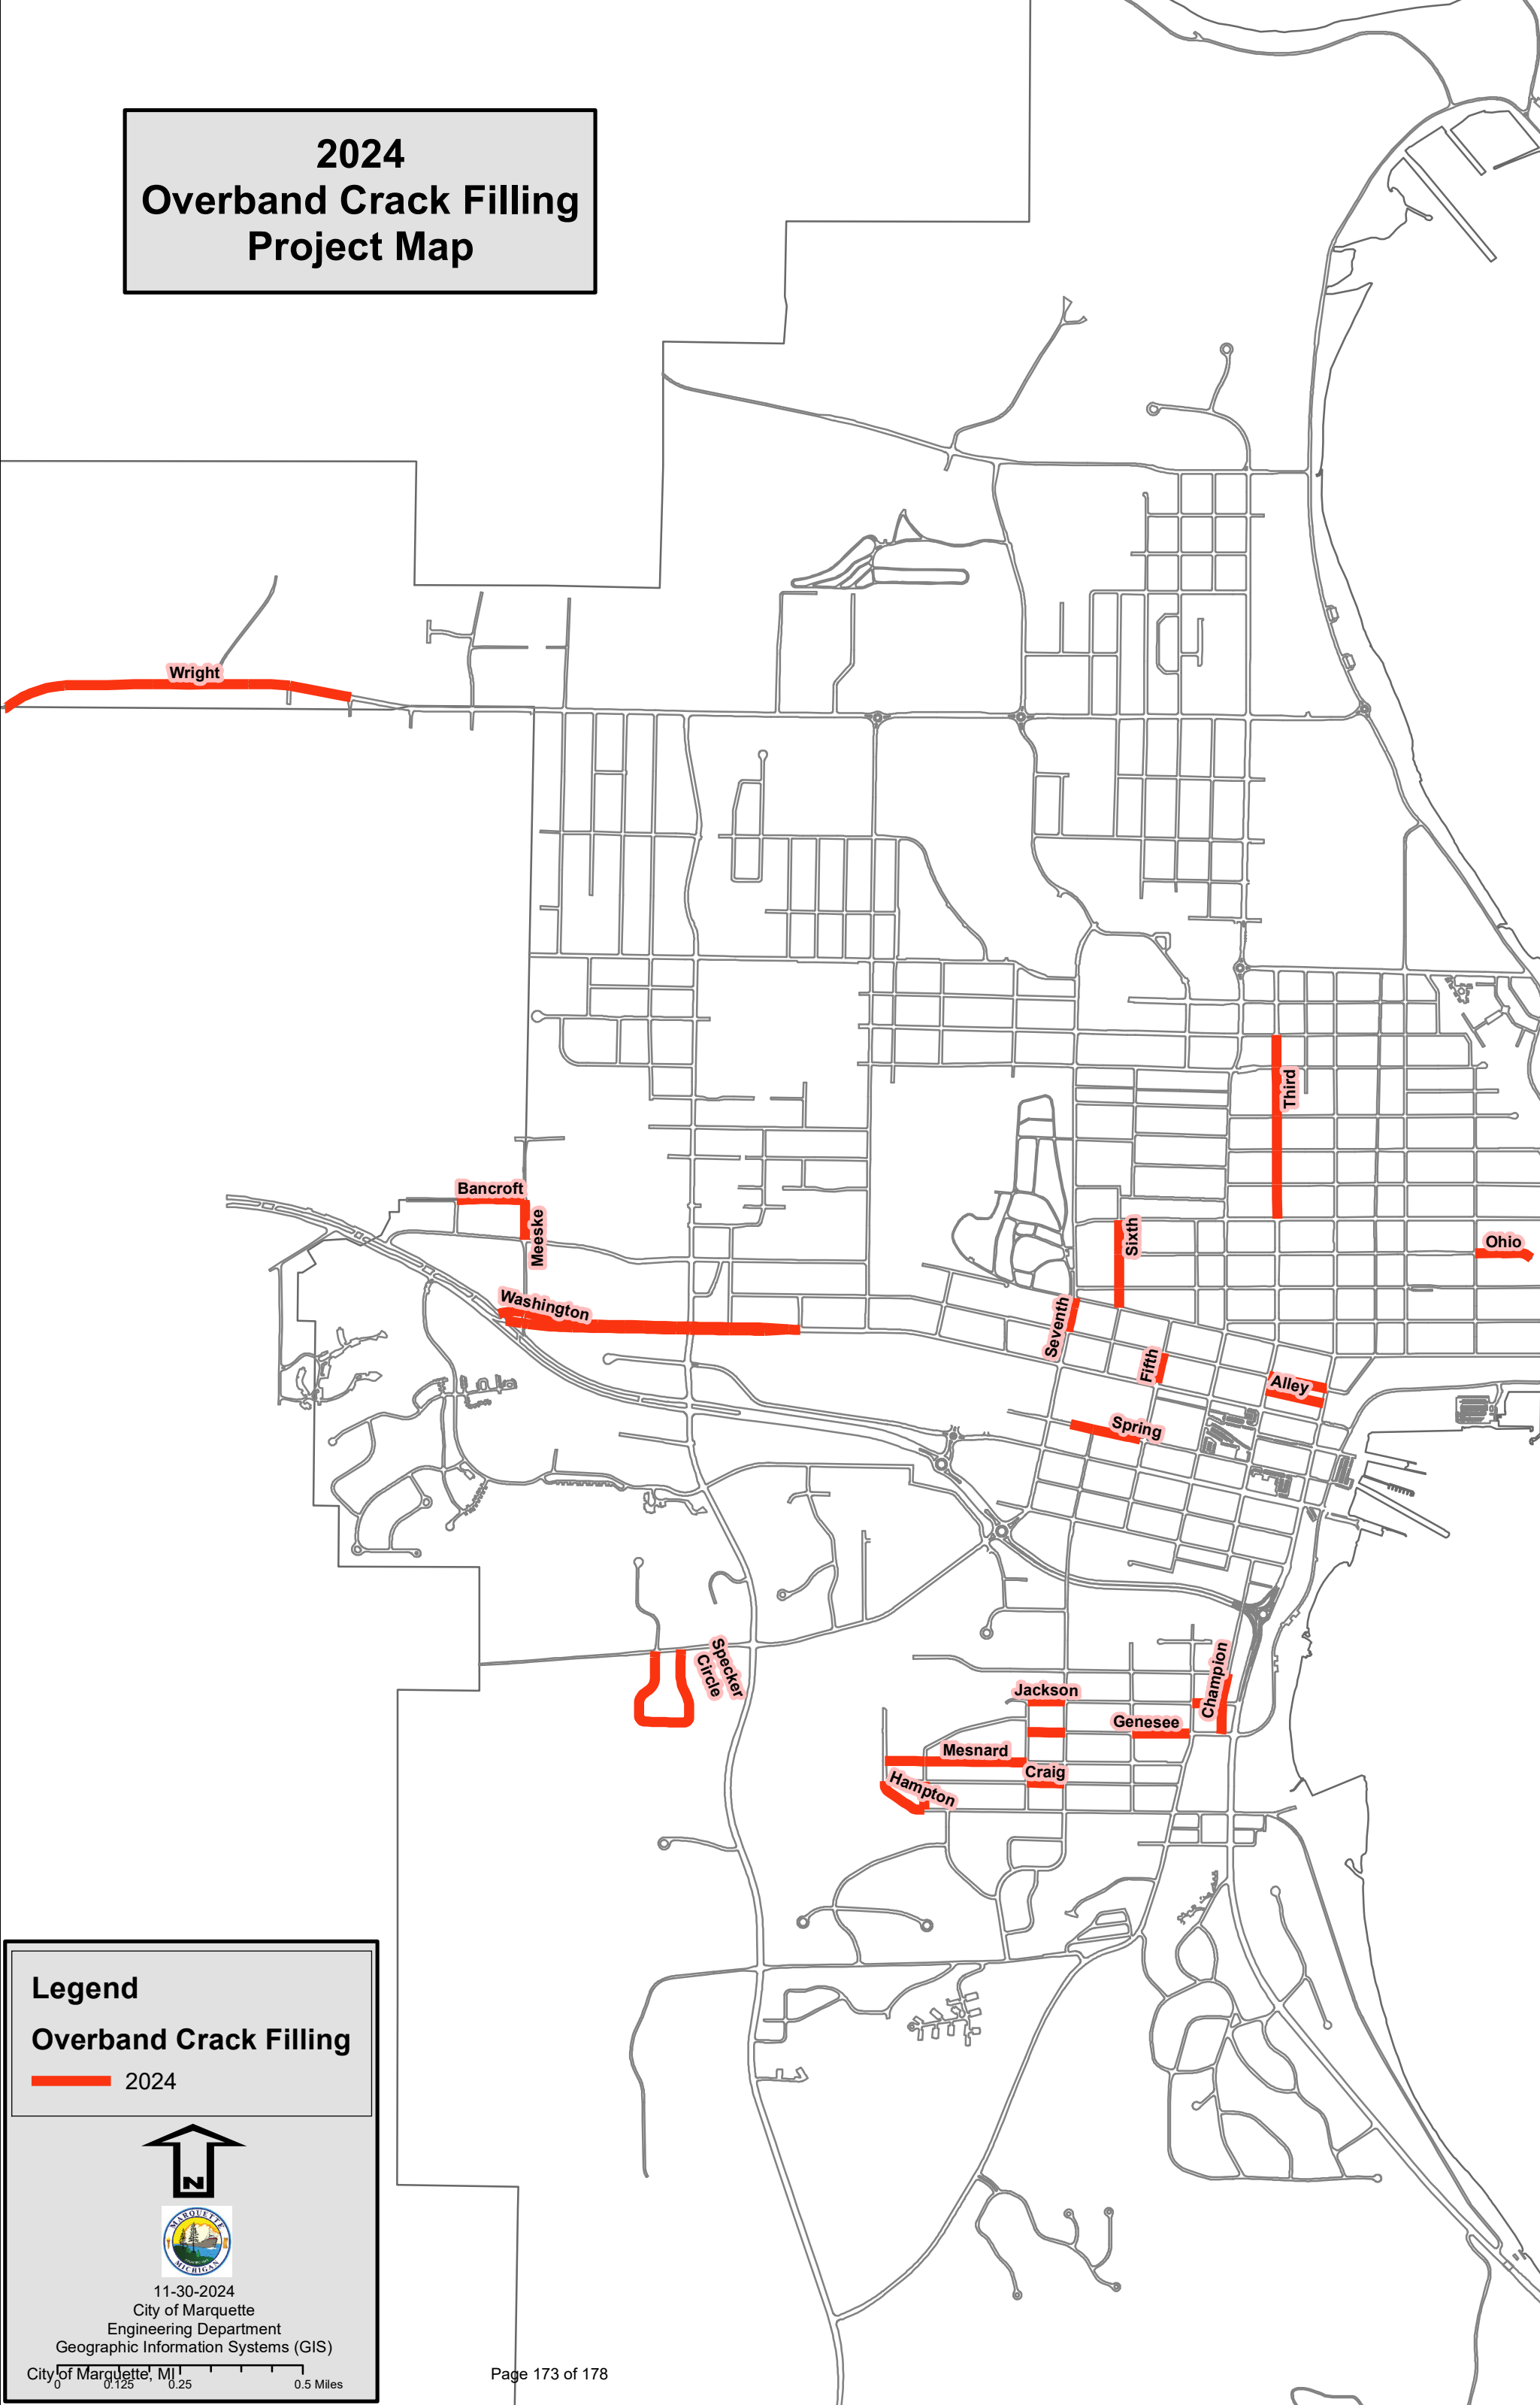 2024
Overband Crack Filling
Project Map
Wright
Third
Bancroft
Meeske
Sixth
Ohio
Washington
Seventh
Fifth
Alley
Spring
Specker
Circle
Champion
Jackson
Genesee
Mesnard
Craig
Hampton
Legend
Overband Crack Filling
2024
N
MARQUETTE
MICHIGAN
11-30-2024
City of Marquette
Engineering Department
Geographic Information Systems (GIS)
City of Marquette, MI
0 0.125 0.25 0.5 Miles
Page 173 of 178